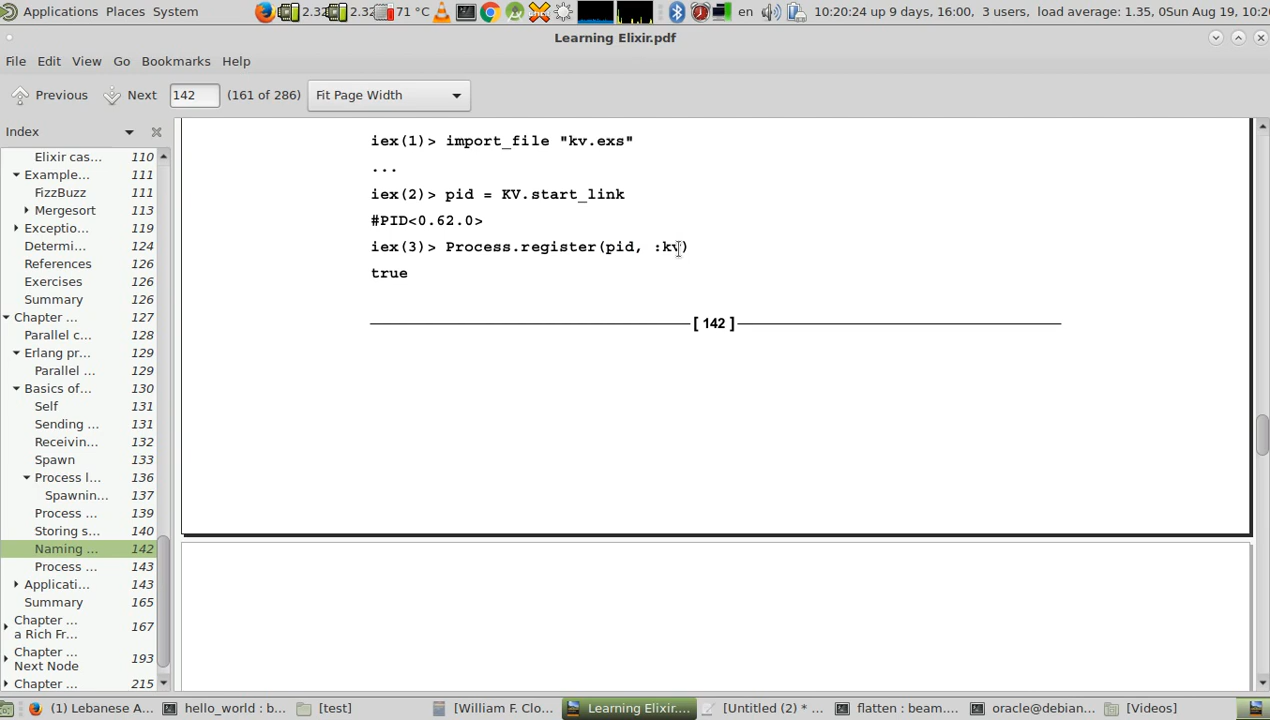 Applications Places System 2.32 2.32 71 °C en 10:20:24 up 9 days, 16:00, 3 users, load average: 1.35, 0 Sun Aug 19, 10:20
Learning Elixir.pdf
File Edit View Go Bookmarks Help
Previous Next 142 (161 of 286) Fit Page Width
Index
Elixir cas... 110
Example... 111
FizzBuzz 111
Mergesort 113
Exceptio... 119
Determi... 124
References 126
Exercises 126
Summary 126
Chapter ... 127
Parallel c... 128
Erlang pr... 129
Parallel ... 129
Basics of... 130
Self 131
Sending ... 131
Receivin... 132
Spawn 133
Process l... 136
Spawnin... 137
Process ... 139
Storing s... 140
Naming ... 142
Process ... 143
Applicati... 143
Summary 165
Chapter ...
a Rich Fr... 167
Chapter ...
Next Node 193
Chapter ... 215
iex(1)> import_file "kv.exs"
...
iex(2)> pid = KV.start_link
#PID<0.62.0>
iex(3)> Process.register(pid, :kv)
true
[ 142 ]
(1) Lebanese A... hello_world : b... [test] [William F. Clo... Learning Elixir.... [Untitled (2) * ... flatten : beam.... oracle@debian... [Videos]